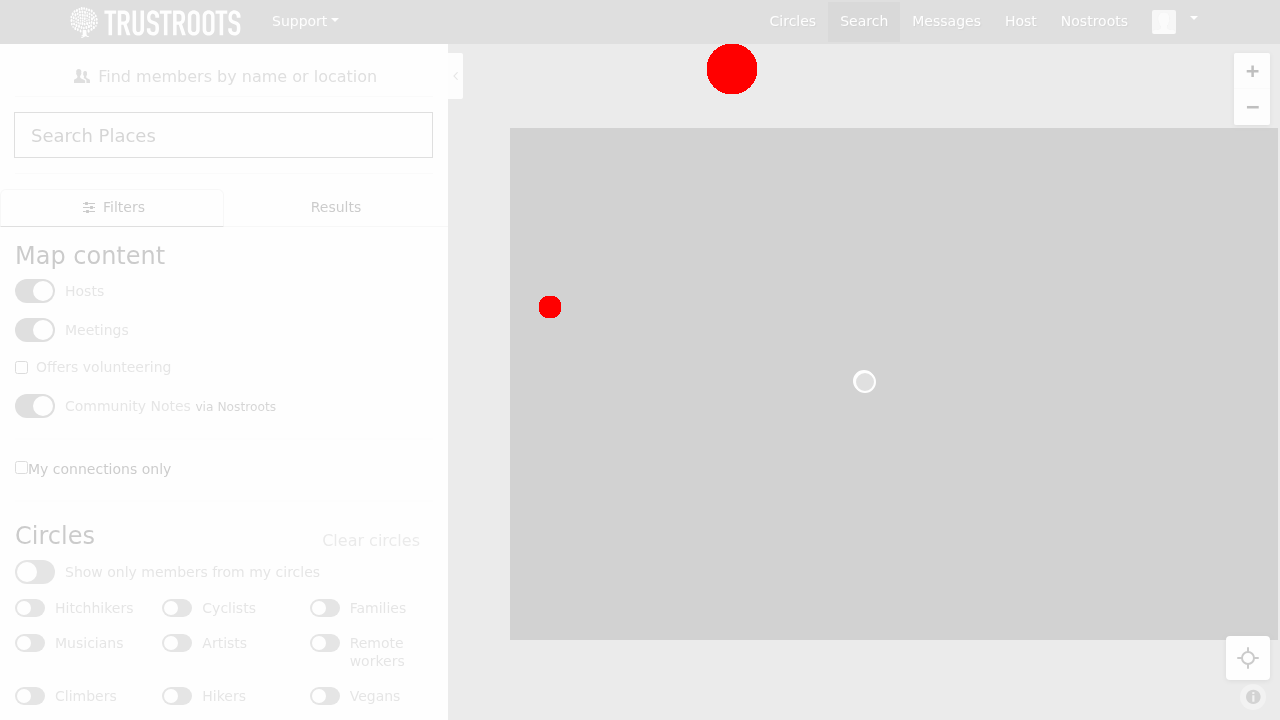 TRUSTROOTS
Support
Circles
Search
Messages
Host
Nostroots
Find members by name or location
Search Places
Filters
Results
Map content
Hosts
Meetings
Offers volunteering
Community Notes via Nostroots
My connections only
Circles
Clear circles
Show only members from my circles
Hitchhikers
Cyclists
Families
Musicians
Artists
Remote
workers
Climbers
Hikers
Vegans